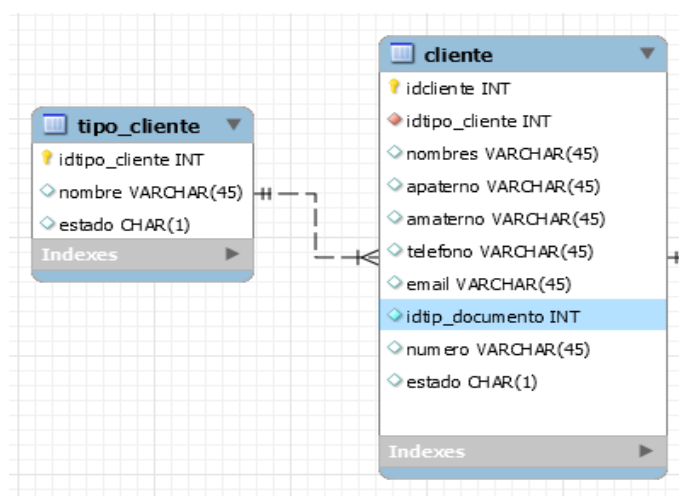 tipo_cliente
idtipo_cliente INT
nombre VARCHAR(45)
estado CHAR(1)
Indexes
cliente
idcliente INT
idtipo_cliente INT
nombres VARCHAR(45)
apaterno VARCHAR(45)
amaterno VARCHAR(45)
telefono VARCHAR(45)
email VARCHAR(45)
idtip_documento INT
numero VARCHAR(45)
estado CHAR(1)
Indexes